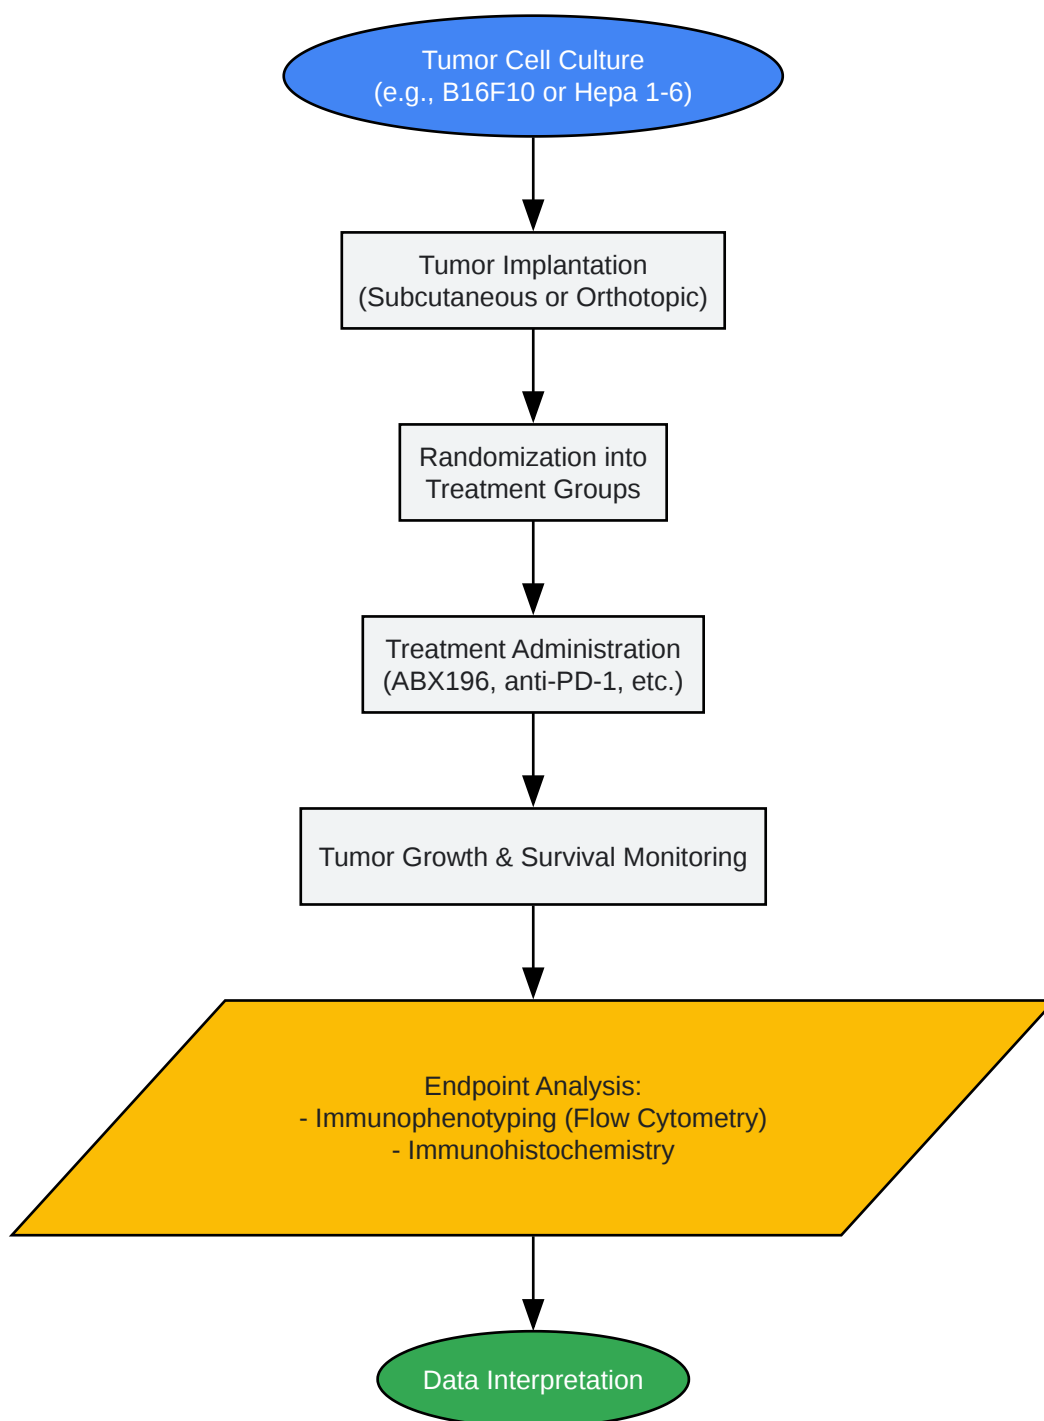 Tumor Cell Culture
(e.g., B16F10 or Hepa 1-6)
Tumor Implantation
(Subcutaneous or Orthotopic)
Randomization into
Treatment Groups
Treatment Administration
(ABX196, anti-PD-1, etc.)
Tumor Growth & Survival Monitoring
Endpoint Analysis:
- Immunophenotyping (Flow Cytometry)
- Immunohistochemistry
Data Interpretation